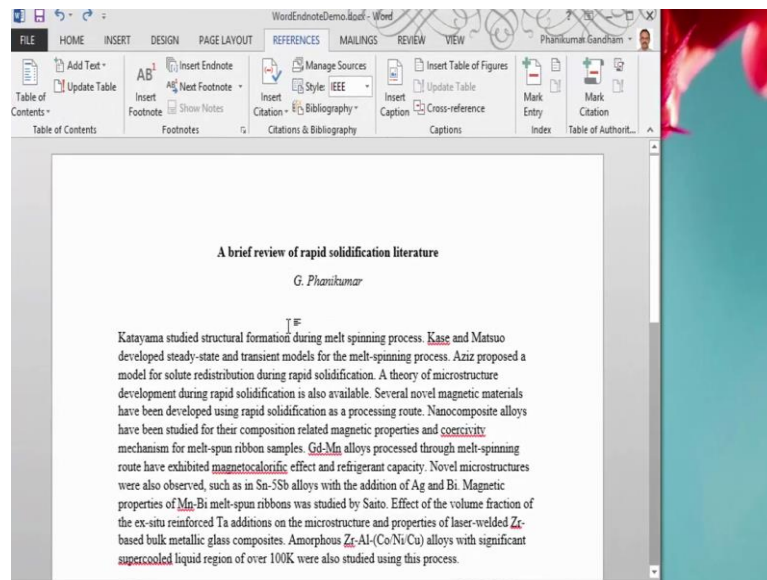 WordEndnoteDemo.docx - Word
FILE HOME INSERT DESIGN PAGE LAYOUT REFERENCES MAILINGS REVIEW VIEW Phanikumar Gandham
Table of Contents
Add Text
Update Table
Table of Contents
AB¹
Insert Footnote
Insert Endnote
Next Footnote
Show Notes
Footnotes
Insert Citation
Manage Sources
Style: IEEE
Bibliography
Citations & Bibliography
Insert Caption
Insert Table of Figures
Update Table
Cross-reference
Captions
Mark Entry
Index
Mark Citation
Table of Authorit...
A brief review of rapid solidification literature
G. Phanikumar
Katayama studied structural formation during melt spinning process. Kase and Matsuo
developed steady-state and transient models for the melt-spinning process. Aziz proposed a
model for solute redistribution during rapid solidification. A theory of microstructure
development during rapid solidification is also available. Several novel magnetic materials
have been developed using rapid solidification as a processing route. Nanocomposite alloys
have been studied for their composition related magnetic properties and coercivity
mechanism for melt-spun ribbon samples. Gd-Mn alloys processed through melt-spinning
route have exhibited magnetocalorific effect and refrigerant capacity. Novel microstructures
were also observed, such as in Sn-5Sb alloys with the addition of Ag and Bi. Magnetic
properties of Mn-Bi melt-spun ribbons was studied by Saito. Effect of the volume fraction of
the ex-situ reinforced Ta additions on the microstructure and properties of laser-welded Zr-
based bulk metallic glass composites. Amorphous Zr-Al-(Co/Ni/Cu) alloys with significant
supercooled liquid region of over 100K were also studied using this process.